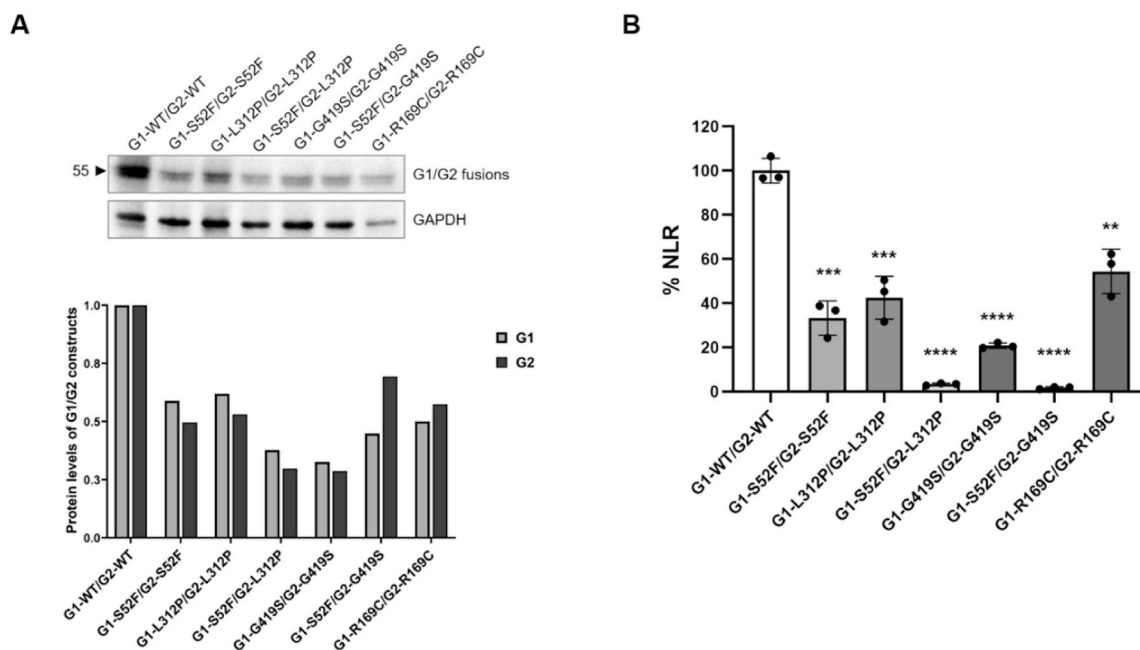 A
G1-WT/G2-WT
G1-S52F/G2-S52F
G1-L312P/G2-L312P
G1-S52F/G2-L312P
G1-G419S/G2-G419S
G1-S52F/G2-G419S
G1-R169C/G2-R169C
55
G1/G2 fusions
GAPDH
Protein levels of G1/G2 constructs
1.0
0.8
0.5
0.3
0.0
G1
G2
G1-WT/G2-WT
G1-S52F/G2-S52F
G1-L312P/G2-L312P
G1-S52F/G2-L312P
G1-G419S/G2-G419S
G1-S52F/G2-G419S
G1-R169C/G2-R169C
B
% NLR
120
100
80
60
40
20
0
***
***
****
****
****
**
G1-WT/G2-WT
G1-S52F/G2-S52F
G1-L312P/G2-L312P
G1-S52F/G2-L312P
G1-G419S/G2-G419S
G1-S52F/G2-G419S
G1-R169C/G2-R169C